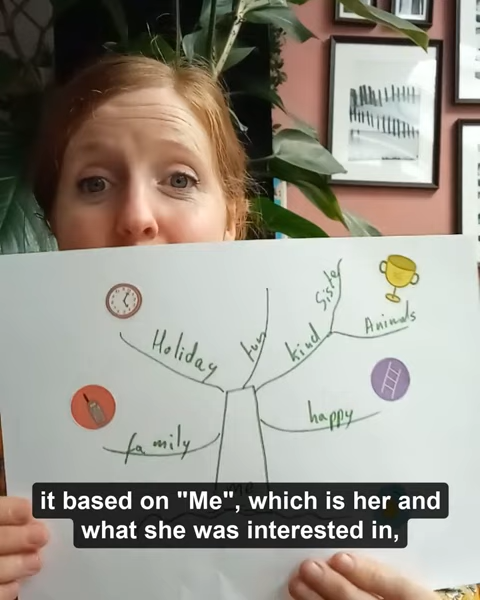 Sister
Animals
kind
fun
Holiday
happy
family
Me
it based on "Me", which is her and
what she was interested in,